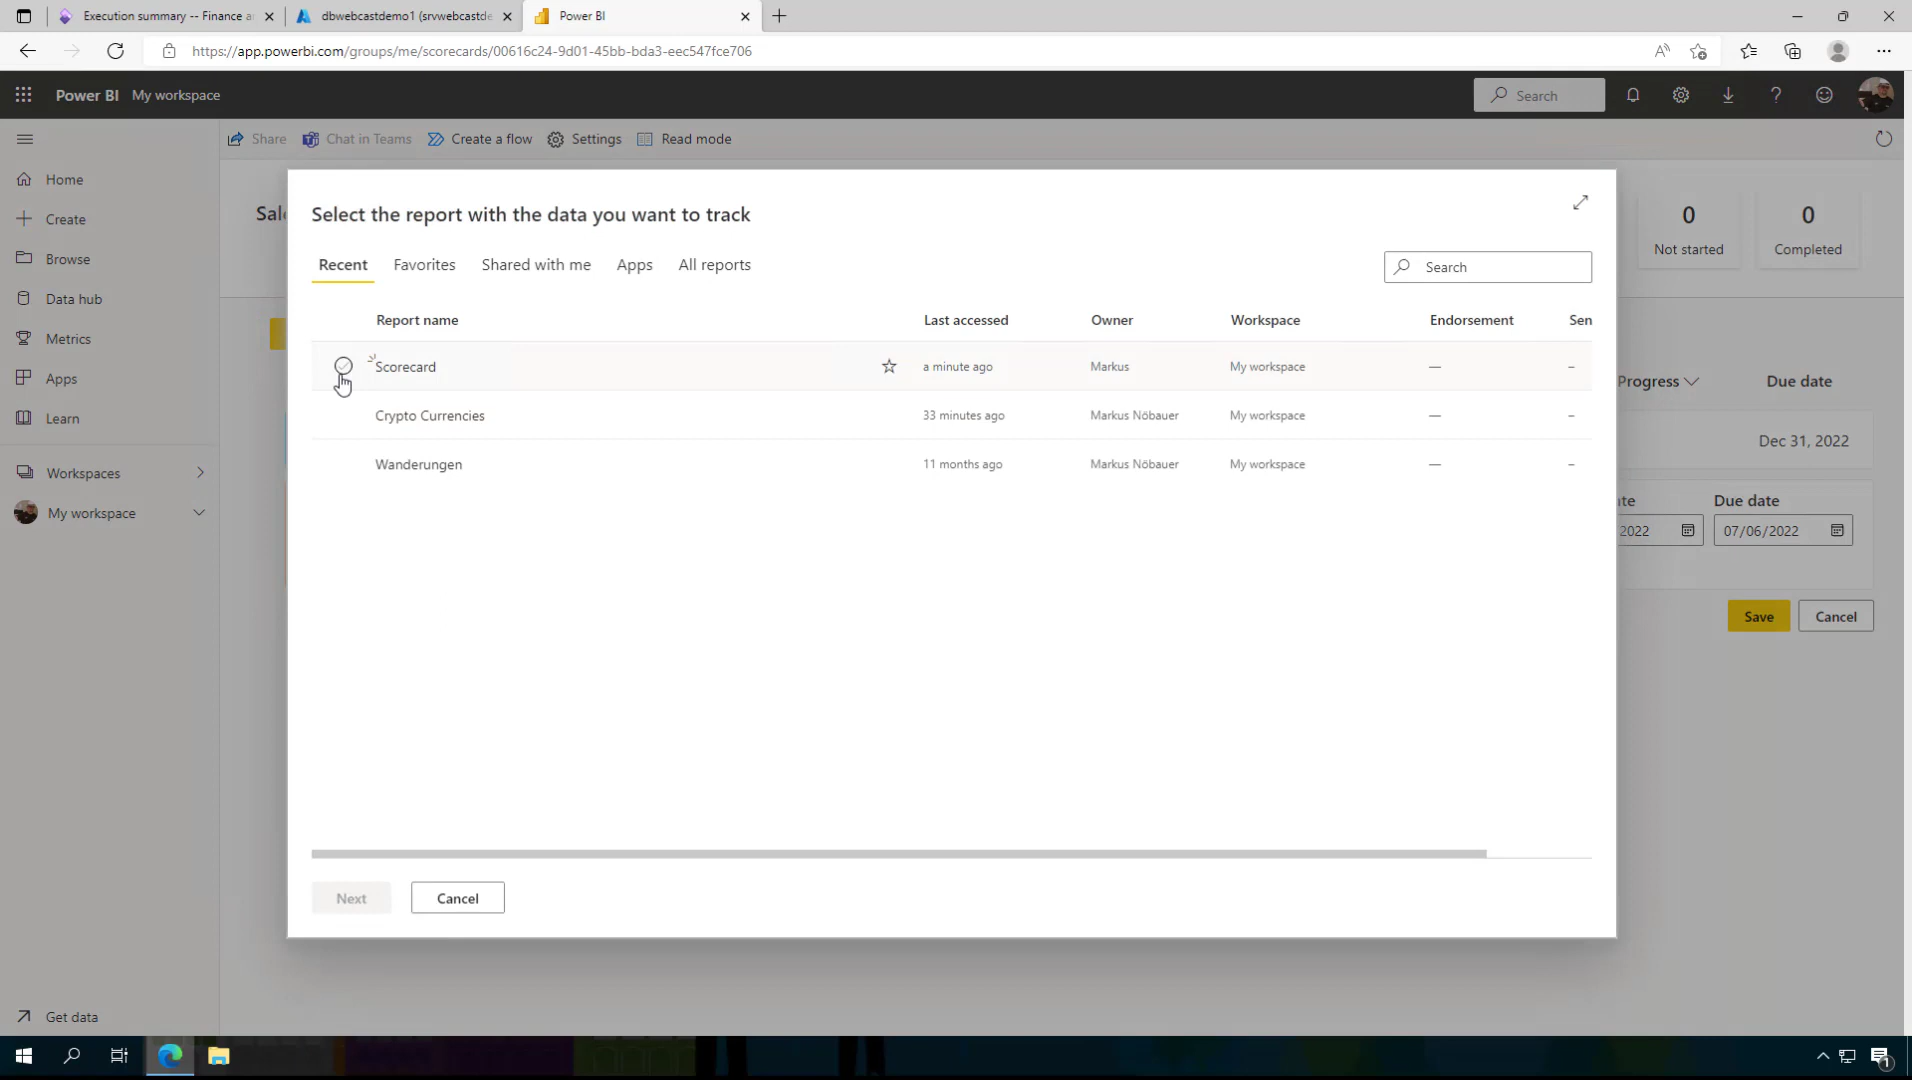 Execution summary -- Finance a
dbwebcastdemo1 (srvwebcastde
Power BI
https://app.powerbi.com/groups/me/scorecards/00616c24-9d01-45bb-bda3-eec547fce706
Power BI My workspace
Search
Share
Chat in Teams
Create a flow
Settings
Read mode
Home
Create
Browse
Data hub
Metrics
Apps
Learn
Workspaces
My workspace
Get data
Sal
0
Not started
0
Completed
Select the report with the data you want to track
Recent
Favorites
Shared with me
Apps
All reports
Search
Report name Last accessed Owner Workspace Endorsement Sen
Scorecard a minute ago Markus My workspace — –
Crypto Currencies 33 minutes ago Markus Nöbauer My workspace — –
Wanderungen 11 months ago Markus Nöbauer My workspace — –
Next
Cancel
Progress
Due date
Dec 31, 2022
te
Due date
2022
07/06/2022
Save
Cancel
1